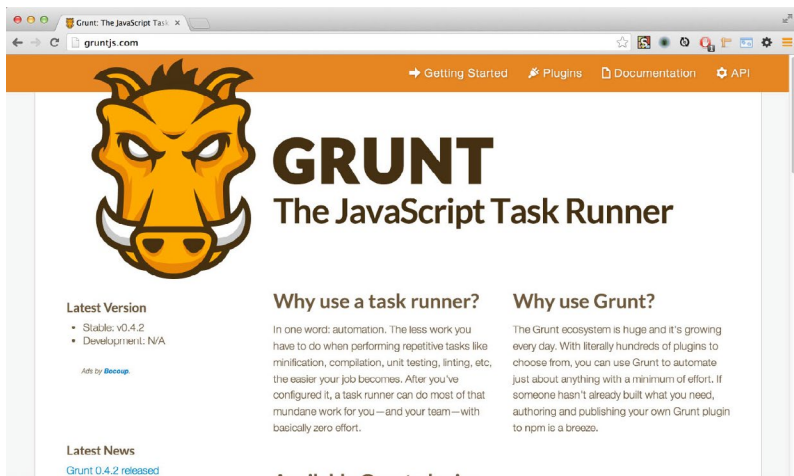 Grunt: The JavaScript Task
gruntjs.com
Getting Started
Plugins
Documentation
API
GRUNT
The JavaScript Task Runner
Latest Version
• Stable: v0.4.2
• Development: N/A
Ads by Bocoup.
Latest News
Grunt 0.4.2 released
Why use a task runner?
In one word: automation. The less work you
have to do when performing repetitive tasks like
minification, compilation, unit testing, linting, etc,
the easier your job becomes. After you've
configured it, a task runner can do most of that
mundane work for you—and your team—with
basically zero effort.
Why use Grunt?
The Grunt ecosystem is huge and it's growing
every day. With literally hundreds of plugins to
choose from, you can use Grunt to automate
just about anything with a minimum of effort. If
someone hasn't already built what you need,
authoring and publishing your own Grunt plugin
to npm is a breeze.